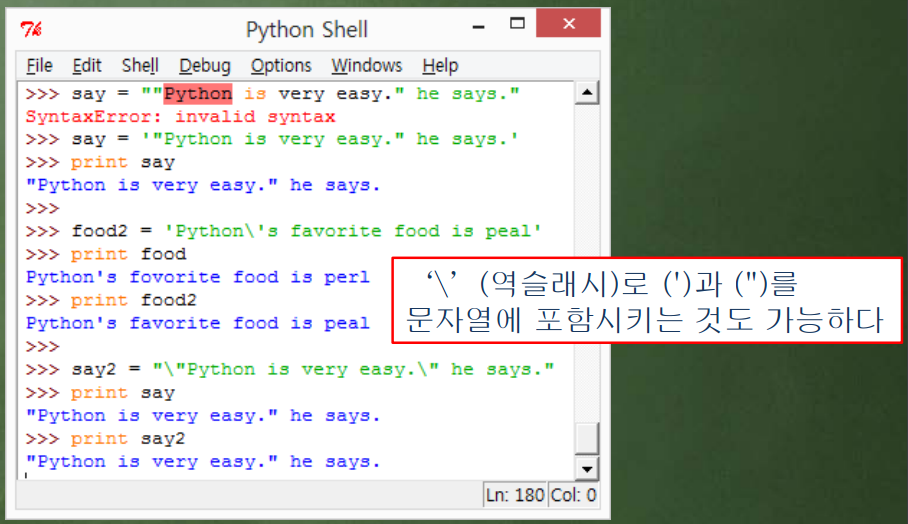 Python Shell
File Edit Shell Debug Options Windows Help
>>> say = ""Python is very easy." he says."
SyntaxError: invalid syntax
>>> say = '"Python is very easy." he says.'
>>> print say
"Python is very easy." he says.
>>>
>>> food2 = 'Python\'s favorite food is peal'
>>> print food
Python's fovorite food is perl
>>> print food2
Python's favorite food is peal
>>>
>>> say2 = "\"Python is very easy.\" he says."
>>> print say
"Python is very easy." he says.
>>> print say2
"Python is very easy." he says.
Ln: 180 Col: 0
‘\’ (역슬래시)로 (')과 (")를
문자열에 포함시키는 것도 가능하다